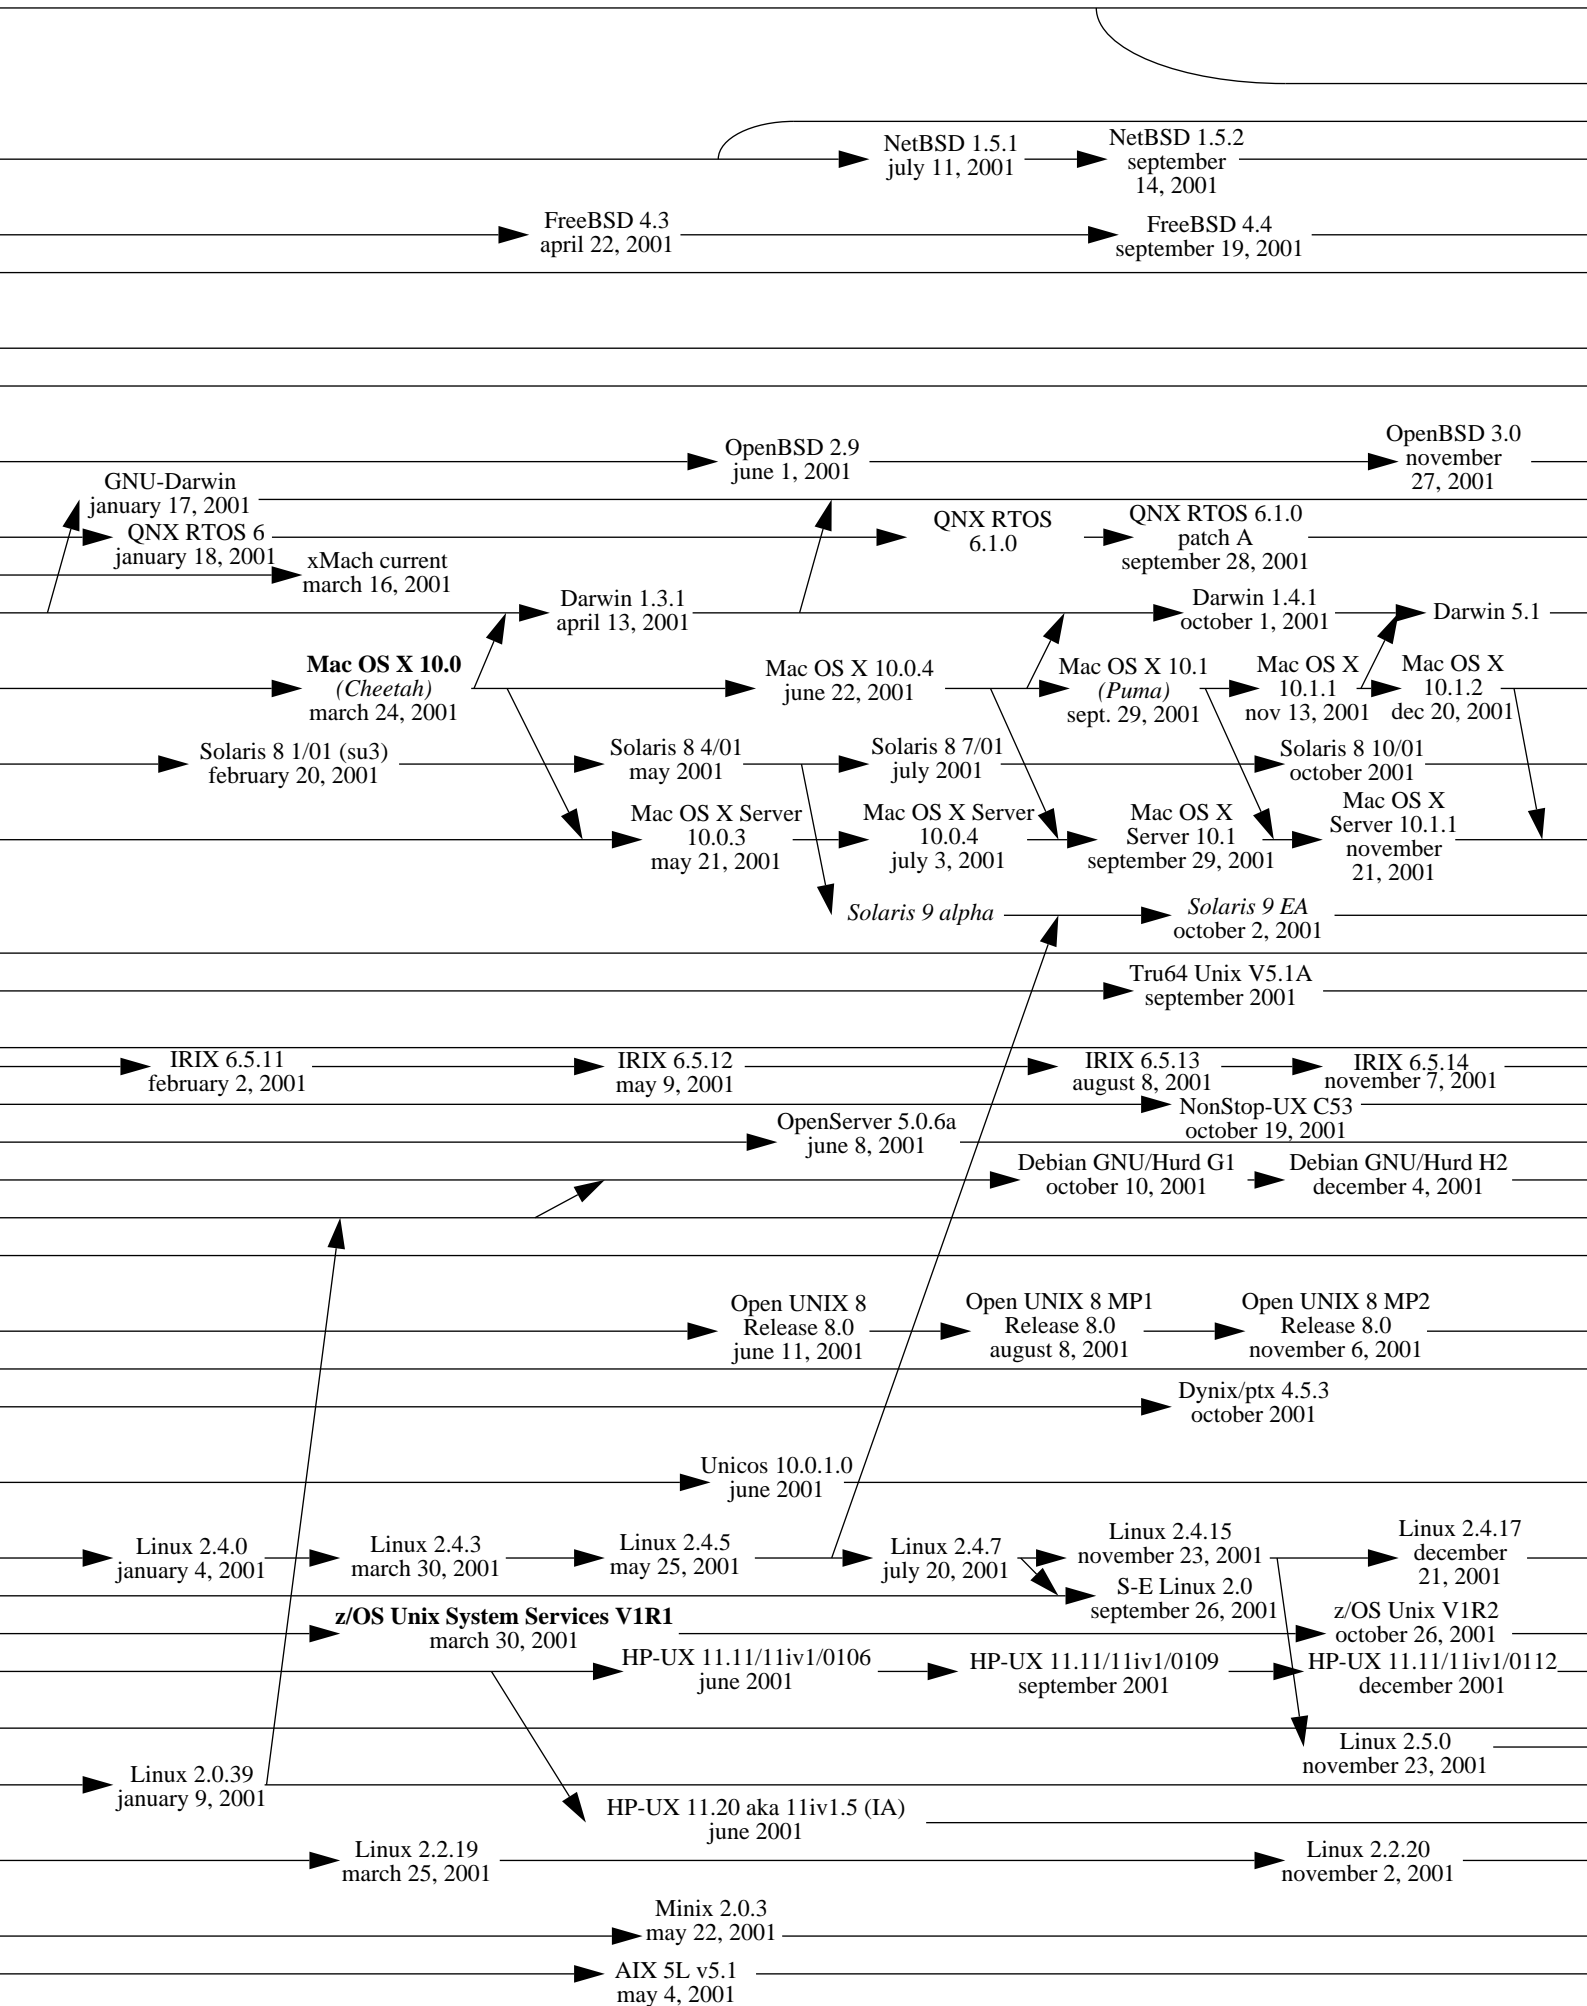 NetBSD 1.5.1
july 11, 2001
NetBSD 1.5.2
september
14, 2001
FreeBSD 4.3
april 22, 2001
FreeBSD 4.4
september 19, 2001
OpenBSD 2.9
june 1, 2001
OpenBSD 3.0
november
27, 2001
GNU-Darwin
january 17, 2001
QNX RTOS 6
january 18, 2001
QNX RTOS
6.1.0
QNX RTOS 6.1.0
patch A
september 28, 2001
xMach current
march 16, 2001
Darwin 1.3.1
april 13, 2001
Darwin 1.4.1
october 1, 2001
Darwin 5.1
Mac OS X 10.0
(Cheetah)
march 24, 2001
Mac OS X 10.0.4
june 22, 2001
Mac OS X 10.1
(Puma)
sept. 29, 2001
Mac OS X
10.1.1
nov 13, 2001
Mac OS X
10.1.2
dec 20, 2001
Solaris 8 1/01 (su3)
february 20, 2001
Solaris 8 4/01
may 2001
Solaris 8 7/01
july 2001
Solaris 8 10/01
october 2001
Mac OS X Server
10.0.3
may 21, 2001
Mac OS X Server
10.0.4
july 3, 2001
Mac OS X
Server 10.1
september 29, 2001
Mac OS X
Server 10.1.1
november
21, 2001
Solaris 9 alpha
Solaris 9 EA
october 2, 2001
Tru64 Unix V5.1A
september 2001
IRIX 6.5.11
february 2, 2001
IRIX 6.5.12
may 9, 2001
IRIX 6.5.13
august 8, 2001
IRIX 6.5.14
november 7, 2001
NonStop-UX C53
october 19, 2001
OpenServer 5.0.6a
june 8, 2001
Debian GNU/Hurd G1
october 10, 2001
Debian GNU/Hurd H2
december 4, 2001
Open UNIX 8
Release 8.0
june 11, 2001
Open UNIX 8 MP1
Release 8.0
august 8, 2001
Open UNIX 8 MP2
Release 8.0
november 6, 2001
Dynix/ptx 4.5.3
october 2001
Unicos 10.0.1.0
june 2001
Linux 2.4.0
january 4, 2001
Linux 2.4.3
march 30, 2001
Linux 2.4.5
may 25, 2001
Linux 2.4.7
july 20, 2001
Linux 2.4.15
november 23, 2001
Linux 2.4.17
december
21, 2001
S-E Linux 2.0
september 26, 2001
z/OS Unix System Services V1R1
march 30, 2001
z/OS Unix V1R2
october 26, 2001
HP-UX 11.11/11iv1/0106
june 2001
HP-UX 11.11/11iv1/0109
september 2001
HP-UX 11.11/11iv1/0112
december 2001
Linux 2.5.0
november 23, 2001
Linux 2.0.39
january 9, 2001
HP-UX 11.20 aka 11iv1.5 (IA)
june 2001
Linux 2.2.19
march 25, 2001
Linux 2.2.20
november 2, 2001
Minix 2.0.3
may 22, 2001
AIX 5L v5.1
may 4, 2001